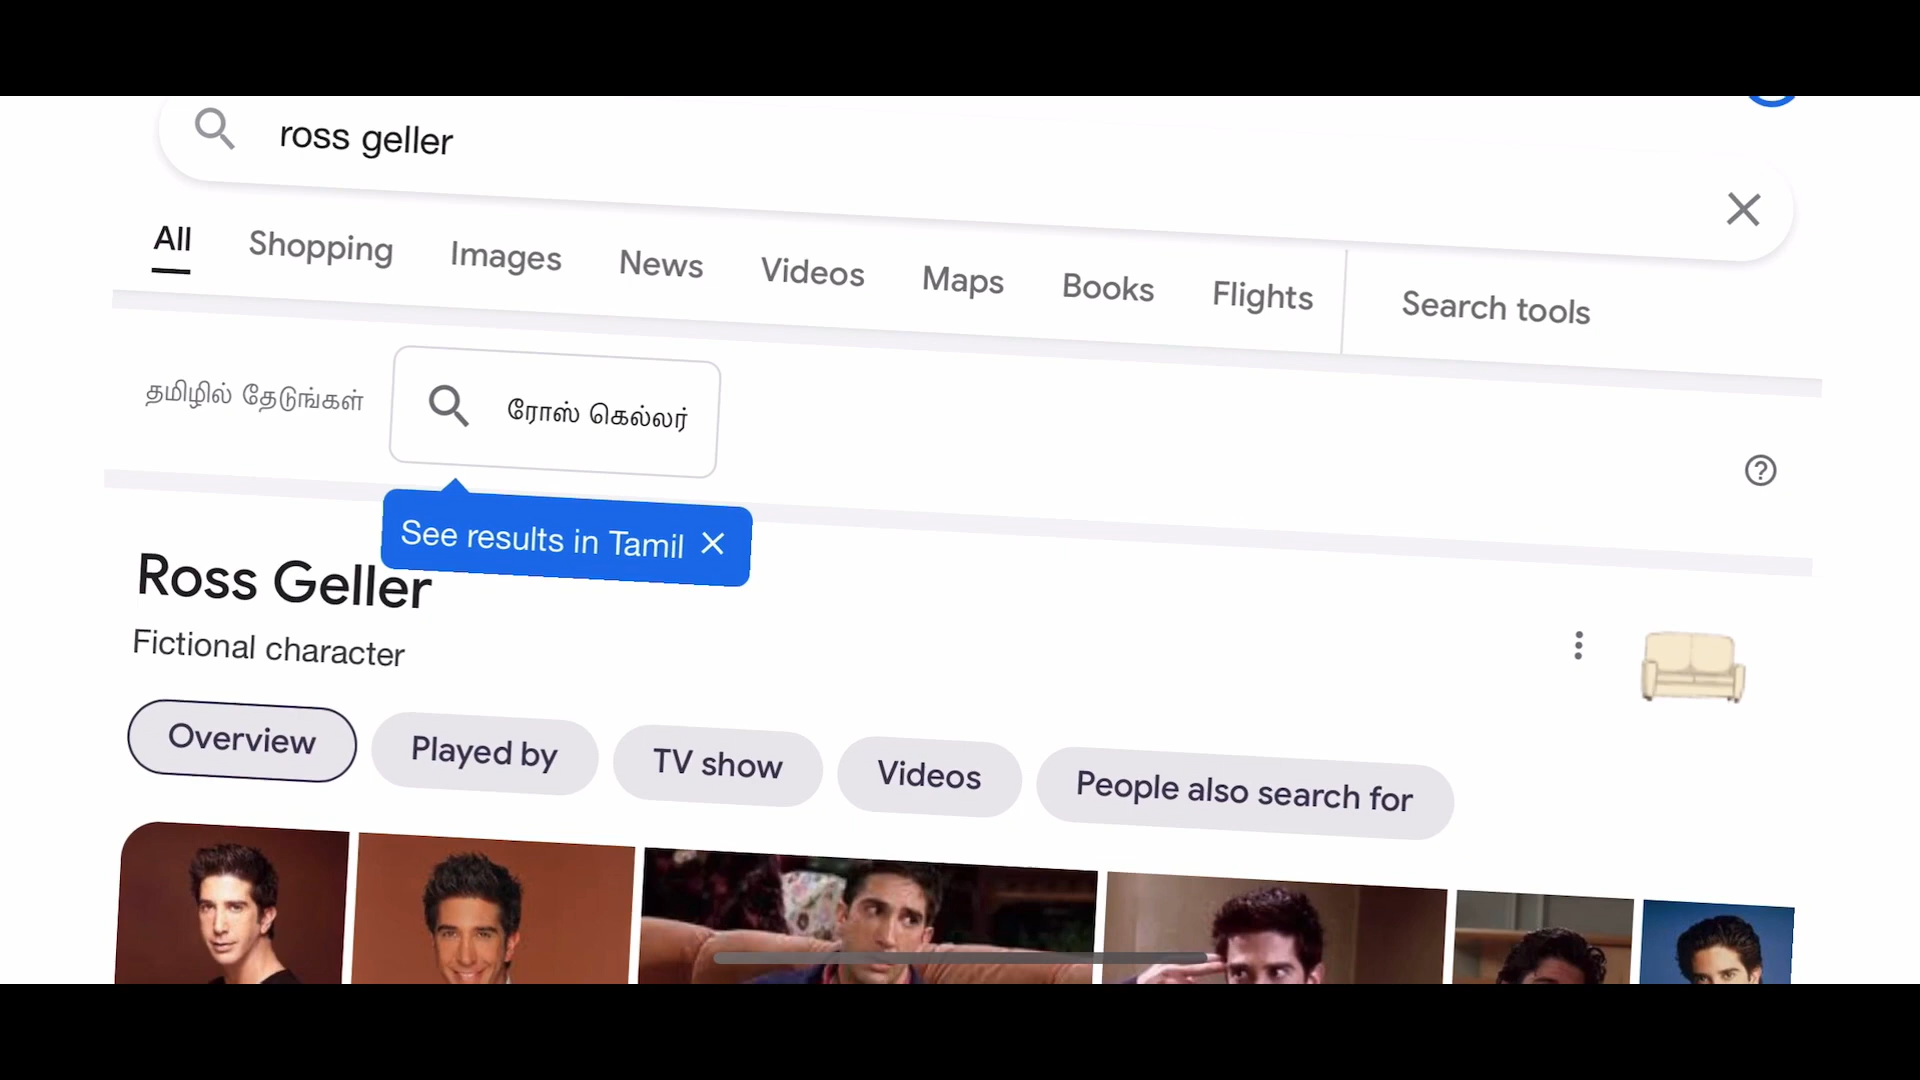 ross geller
All Shopping Images News Videos Maps Books Flights Search tools
தமிழில் தேடுங்கள் ரோஸ் கெல்லர்
See results in Tamil
Ross Geller
Fictional character
Overview Played by TV show Videos People also search for